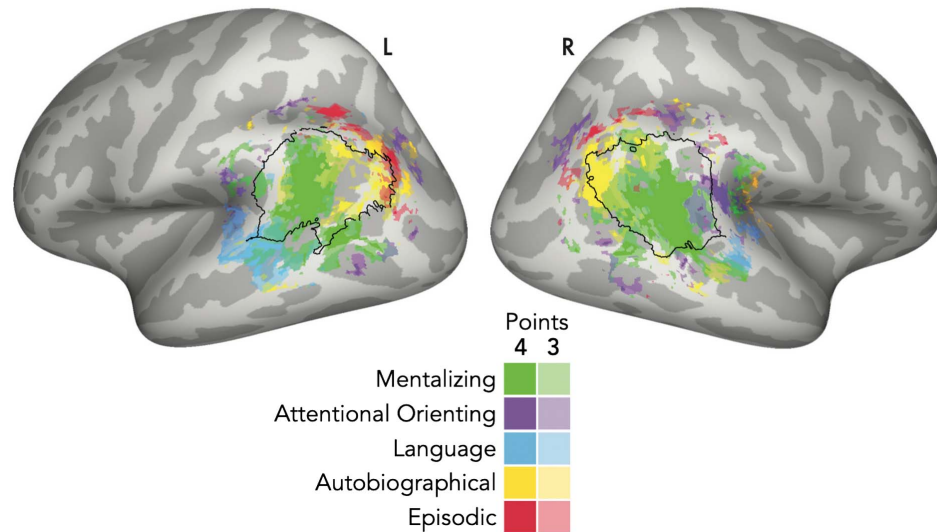 L
R
Points
4 3
Mentalizing
Attentional Orienting
Language
Autobiographical
Episodic